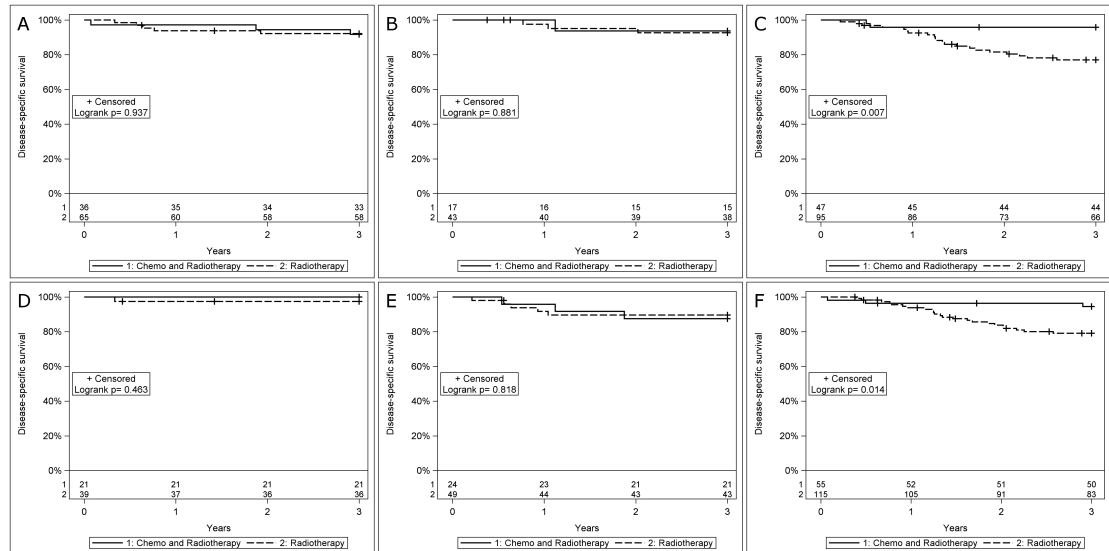 A
Disease-specific survival
100%
80%
60%
40%
20%
0%
+ Censored
Logrank p= 0.937
1 36 35 34 33
2 65 60 58 58
0 1 2 3
Years
1: Chemo and Radiotherapy 2: Radiotherapy
B
Disease-specific survival
100%
80%
60%
40%
20%
0%
+ Censored
Logrank p= 0.881
1 17 16 15 15
2 43 40 39 38
0 1 2 3
Years
1: Chemo and Radiotherapy 2: Radiotherapy
C
Disease-specific survival
100%
80%
60%
40%
20%
0%
+ Censored
Logrank p= 0.007
1 47 45 44 44
2 95 86 73 66
0 1 2 3
Years
1: Chemo and Radiotherapy 2: Radiotherapy
D
Disease-specific survival
100%
80%
60%
40%
20%
0%
+ Censored
Logrank p= 0.463
1 21 21 21 21
2 39 37 36 36
0 1 2 3
Years
1: Chemo and Radiotherapy 2: Radiotherapy
E
Disease-specific survival
100%
80%
60%
40%
20%
0%
+ Censored
Logrank p= 0.818
1 24 23 21 21
2 49 44 43 43
0 1 2 3
Years
1: Chemo and Radiotherapy 2: Radiotherapy
F
Disease-specific survival
100%
80%
60%
40%
20%
0%
+ Censored
Logrank p= 0.014
1 55 52 51 50
2 115 105 91 83
0 1 2 3
Years
1: Chemo and Radiotherapy 2: Radiotherapy